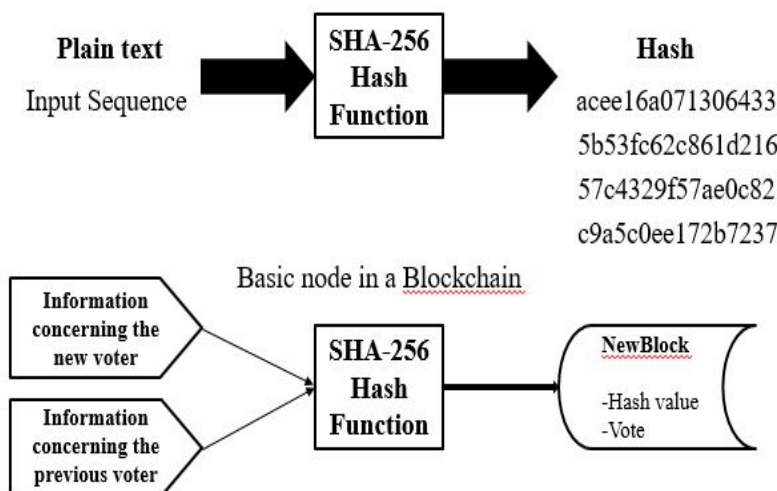 Plain text
Input Sequence
SHA-256
Hash
Function
Hash
acee16a071306433
5b53fc62c861d216
57c4329f57ae0c82
c9a5c0ee172b7237
Basic node in a Blockchain
Information
concerning the
new voter
Information
concerning the
previous voter
SHA-256
Hash
Function
NewBlock
-Hash value
-Vote